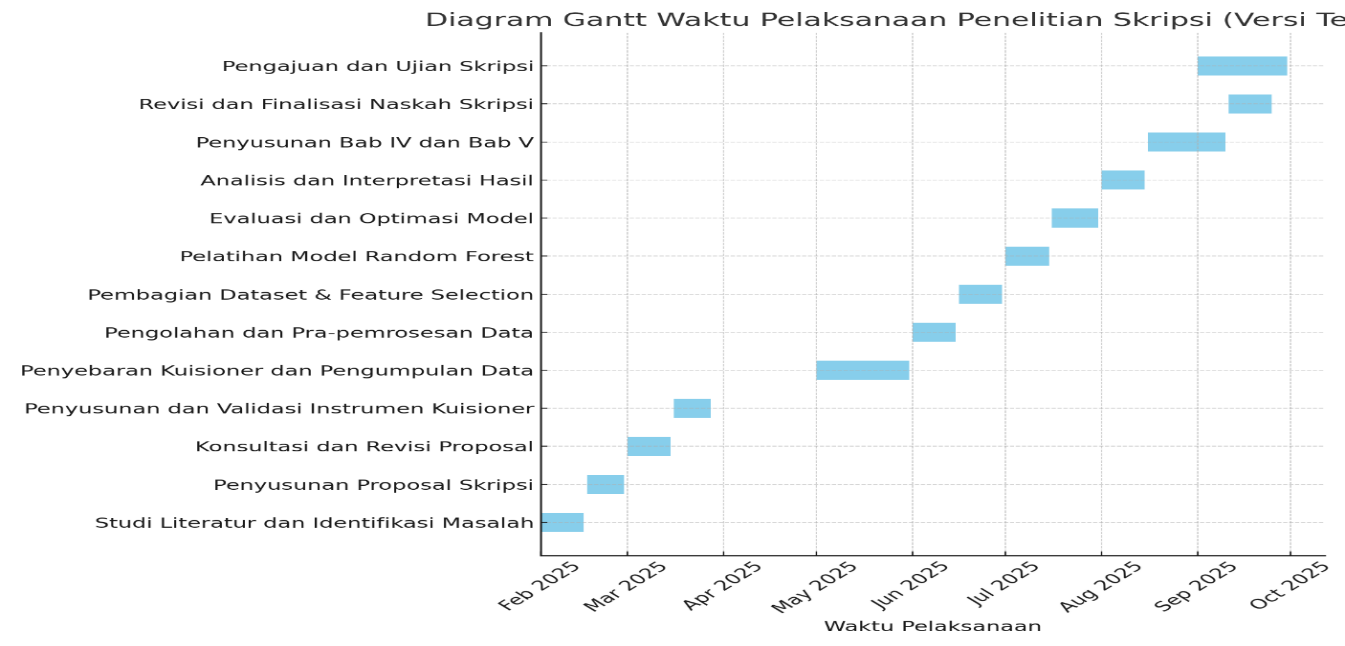 Diagram Gantt Waktu Pelaksanaan Penelitian Skripsi (Versi
Pengajuan dan Ujian Skripsi
Revisi dan Finalisasi Naskah Skripsi
Penyusunan Bab IV dan Bab V
Analisis dan Interpretasi Hasil
Evaluasi dan Optimasi Model
Pelatihan Model Random Forest
Pembagian Dataset & Feature Selection
Pengolahan dan Pra-pemrosesan Data
Penyebaran Kuisioner dan Pengumpulan Data
Penyusunan dan Validasi Instrumen Kuisioner
Konsultasi dan Revisi Proposal
Penyusunan Proposal Skripsi
Studi Literatur dan Identifikasi Masalah
Feb 2025
Mar 2025
Apr 2025
May 2025
Jun 2025
Jul 2025
Aug 2025
Sep 2025
Oct 2025
Waktu Pelaksanaan